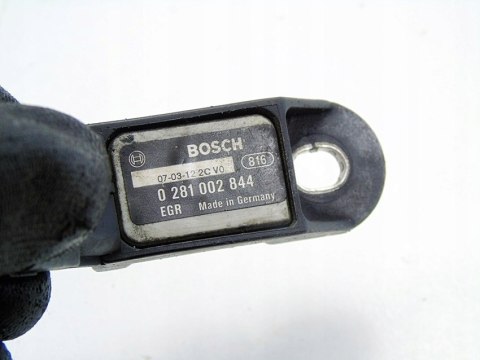 BOSCH
07-03-12 2C V0 816
0 281 002 844
EGR Made in Germany